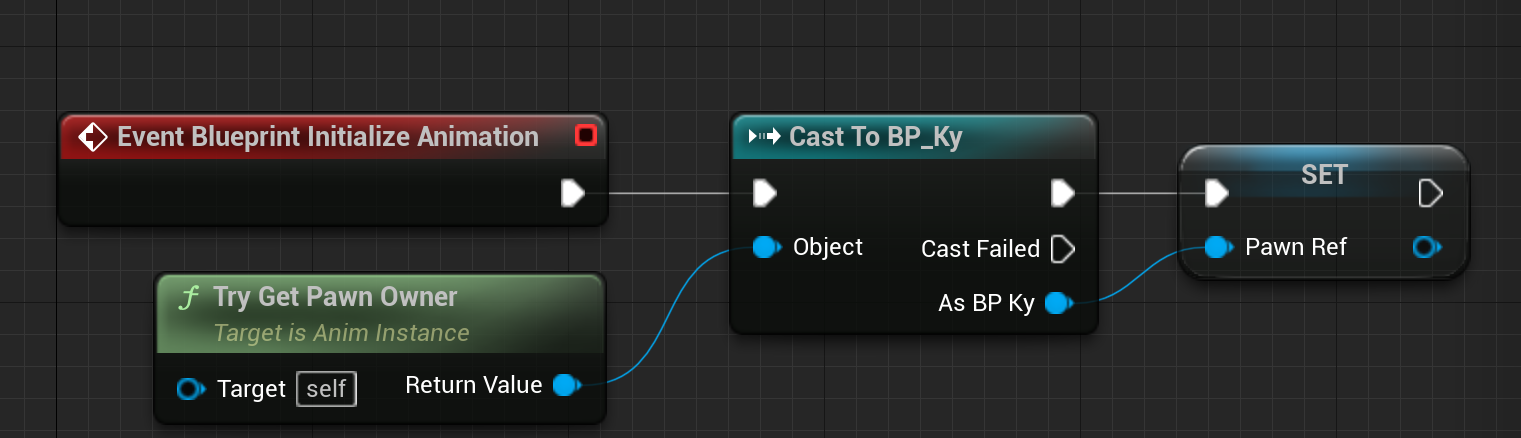 Event Blueprint Initialize Animation
Cast To BP_Ky
SET
Object
Cast Failed
As BP Ky
Pawn Ref
Try Get Pawn Owner
Target is Anim Instance
Target self
Return Value